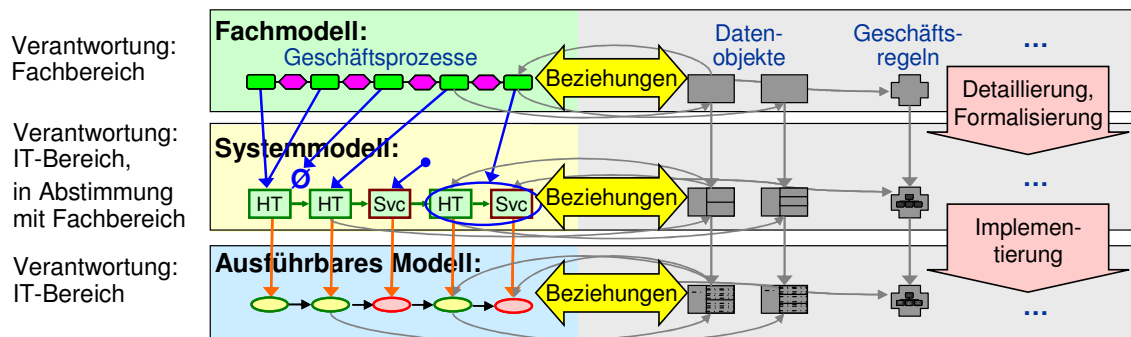 Verantwortung:
Fachbereich
Fachmodell:
Geschäftsprozesse
Beziehungen
Daten-
objekte
Geschäfts-
regeln
...
Detaillierung,
Formalisierung
Verantwortung:
IT-Bereich,
in Abstimmung
mit Fachbereich
Systemmodell:
Ø
HT
HT
Svc
HT
Svc
Beziehungen
...
Implemen-
tierung
Verantwortung:
IT-Bereich
Ausführbares Modell:
Beziehungen
...